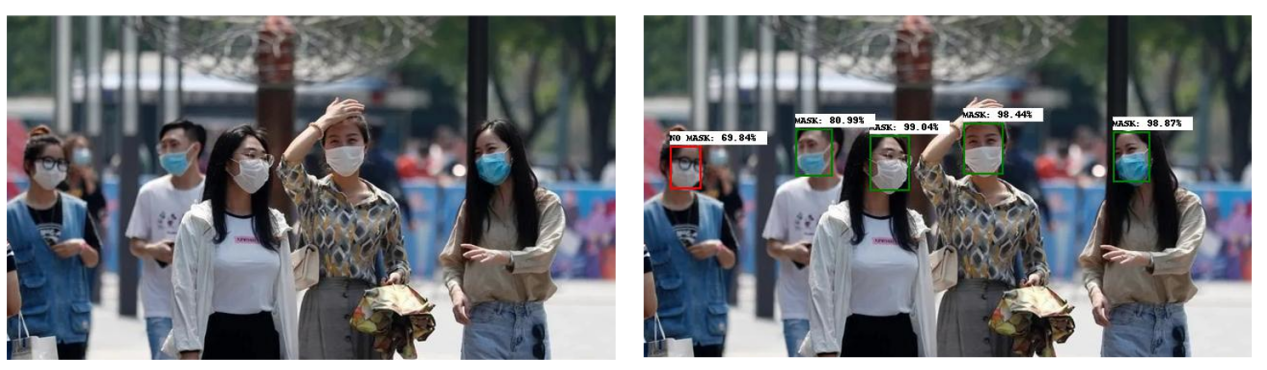 NO MASK: 69.84%
MASK: 80.99%
MASK: 99.04%
MASK: 98.44%
MASK: 98.87%